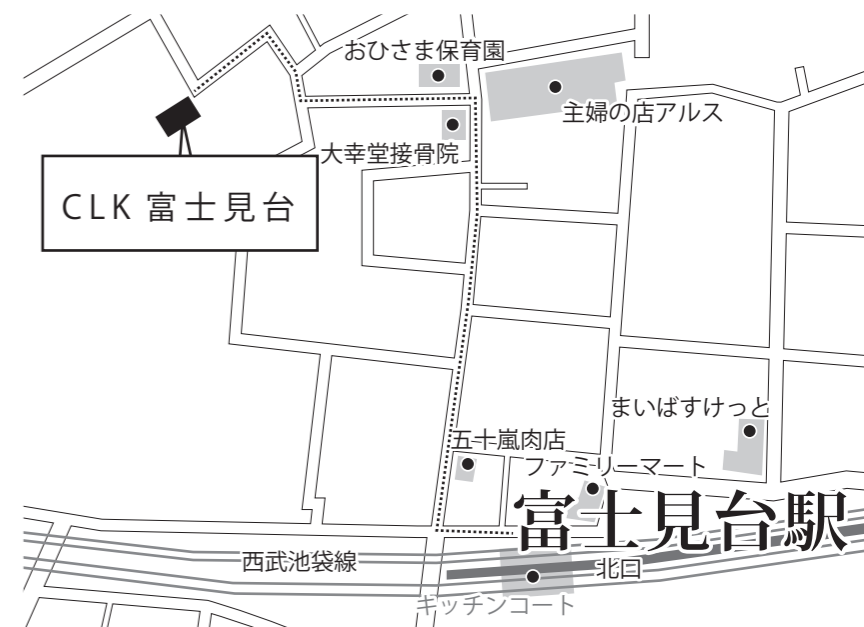 おひさま保育園
主婦の店アルス
大幸堂接骨院
CLK 富士見台
まいばすけっと
五十嵐肉店
ファミリーマート
富士見台駅
西武池袋線
北口
キッチンコート